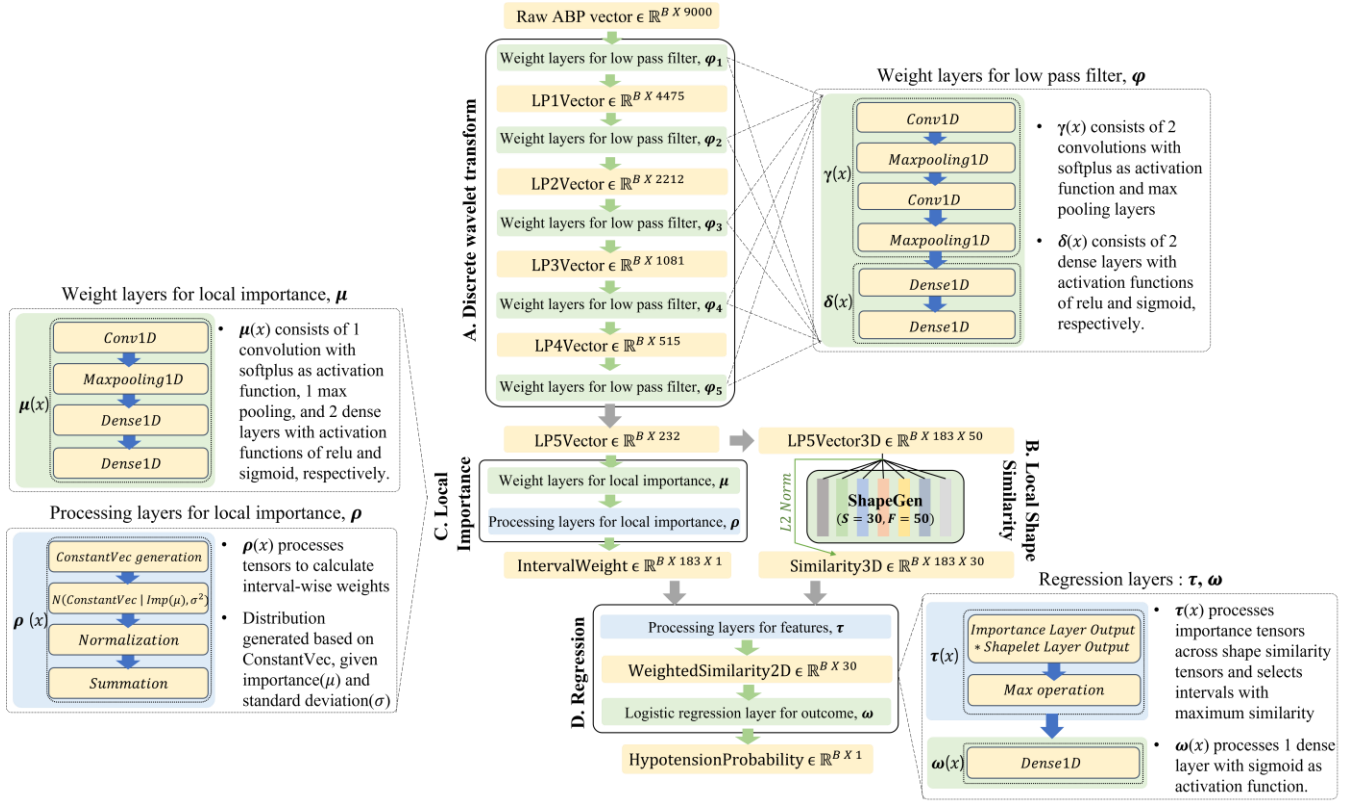 Raw ABP vector ∈ ℝ^{B X 9000}
A. Discrete wavelet transform
Weight layers for low pass filter, φ₁
LP1Vector ∈ ℝ^{B X 4475}
Weight layers for low pass filter, φ₂
LP2Vector ∈ ℝ^{B X 2212}
Weight layers for low pass filter, φ₃
LP3Vector ∈ ℝ^{B X 1081}
Weight layers for low pass filter, φ₄
LP4Vector ∈ ℝ^{B X 515}
Weight layers for low pass filter, φ₅
Weight layers for low pass filter, φ
γ(x)
Conv1D
Maxpooling1D
Conv1D
Maxpooling1D
δ(x)
Dense1D
Dense1D
• γ(x) consists of 2
convolutions with
softplus as activation
function and max
pooling layers
• δ(x) consists of 2
dense layers with
activation functions
of relu and sigmoid,
respectively.
Weight layers for local importance, μ
μ(x)
Conv1D
Maxpooling1D
Dense1D
Dense1D
• μ(x) consists of 1
convolution with
softplus as activation
function, 1 max
pooling, and 2 dense
layers with activation
functions of relu and
sigmoid, respectively.
Processing layers for local importance, ρ
ρ (x)
ConstantVec generation
N(ConstantVec | Imp(μ), σ²)
Normalization
Summation
• ρ(x) processes
tensors to calculate
interval-wise weights
• Distribution
generated based on
ConstantVec, given
importance(μ) and
standard deviation(σ)
LP5Vector ∈ ℝ^{B X 232}
LP5Vector3D ∈ ℝ^{B X 183 X 50}
C. Local
Importance
Weight layers for local importance, μ
Processing layers for local importance, ρ
IntervalWeight ∈ ℝ^{B X 183 X 1}
B. Local Shape
Similarity
L2 Norm
ShapeGen
(S = 30, F = 50)
Similarity3D ∈ ℝ^{B X 183 X 30}
D. Regression
Processing layers for features, τ
WeightedSimilarity2D ∈ ℝ^{B X 30}
Logistic regression layer for outcome, ω
HypotensionProbability ∈ ℝ^{B X 1}
Regression layers : τ, ω
τ(x)
Importance Layer Output
* Shapelet Layer Output
Max operation
ω(x)
Dense1D
• τ(x) processes
importance tensors
across shape similarity
tensors and selects
intervals with
maximum similarity
• ω(x) processes 1 dense
layer with sigmoid as
activation function.